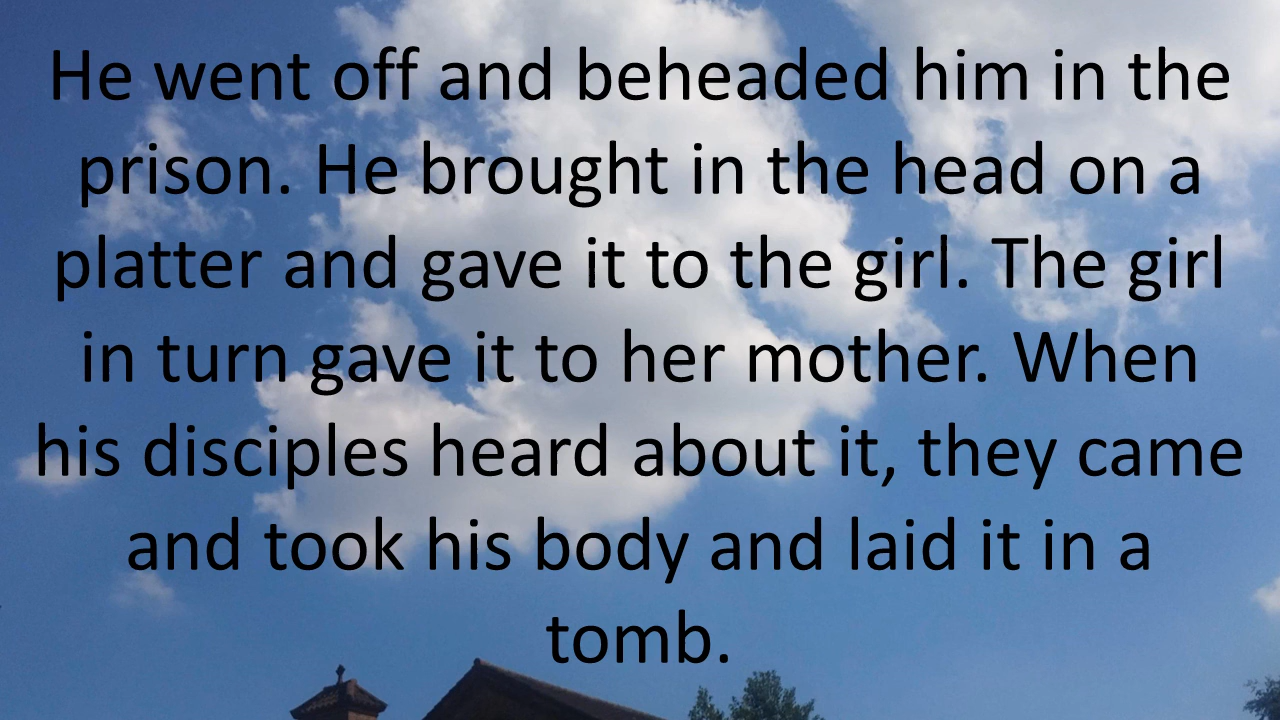 He went off and beheaded him in the
prison. He brought in the head on a
platter and gave it to the girl. The girl
in turn gave it to her mother. When
his disciples heard about it, they came
and took his body and laid it in a
tomb.